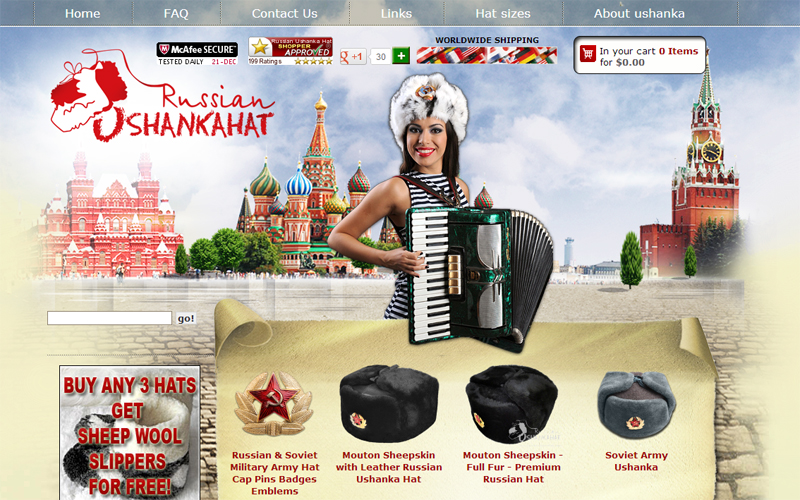 Home FAQ Contact Us Links Hat sizes About ushanka
McAfee SECURE
TESTED DAILY 21-DEC
Russian Ushanka Hat
SHOPPER
APPROVED
199 Ratings
g +1 30
WORLDWIDE SHIPPING
In your cart 0 Items
for $0.00
Russian
USHANKAHAT
go!
BUY ANY 3 HATS
GET
SHEEP WOOL
SLIPPERS
FOR FREE!
Russian & Soviet
Military Army Hat
Cap Pins Badges
Emblems
Mouton Sheepskin
with Leather Russian
Ushanka Hat
Russian
USHANKAHAT
Mouton Sheepskin -
Full Fur - Premium
Russian Hat
Soviet Army
Ushanka